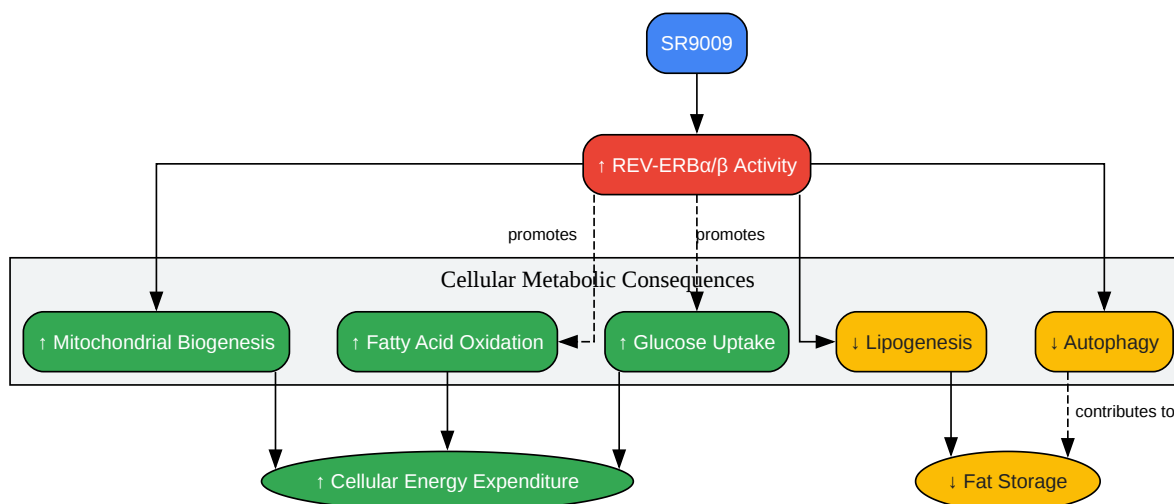 SR9009
↑ REV-ERBα/β Activity
promotes
promotes
Cellular Metabolic Consequences
↑ Mitochondrial Biogenesis
↑ Fatty Acid Oxidation
↑ Glucose Uptake
↓ Lipogenesis
↓ Autophagy
contributes to
↑ Cellular Energy Expenditure
↓ Fat Storage